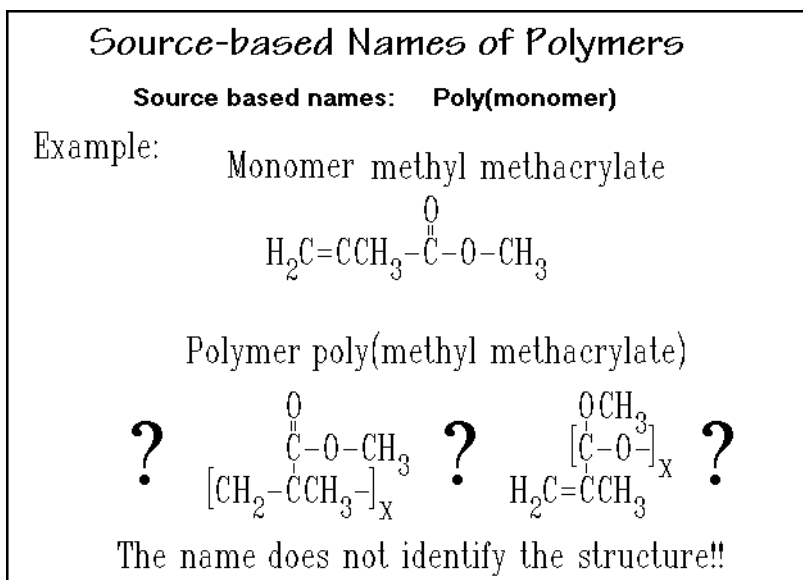 Source-based Names of Polymers
Source based names: Poly(monomer)
Example:
Monomer methyl methacrylate
O
H₂C=CCH₃-C-O-CH₃
Polymer poly(methyl methacrylate)
O
C-O-CH₃
[CH₂-CCH₃-]x
OCH₃
[C-O-]x
H₂C=CCH₃
? ? ?
The name does not identify the structure!!